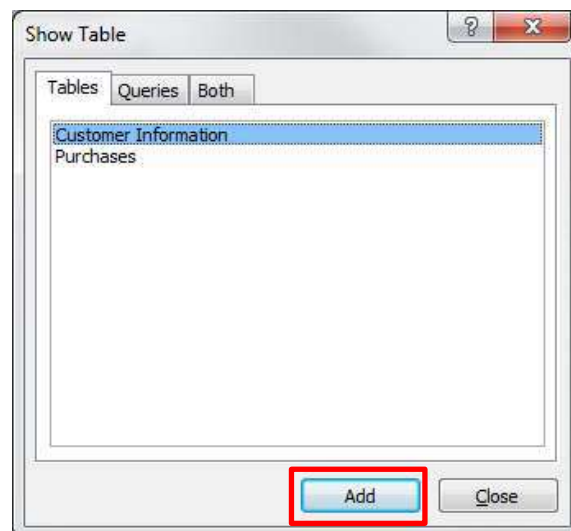 Show Table
Tables Queries Both
Customer Information
Purchases
Add Close